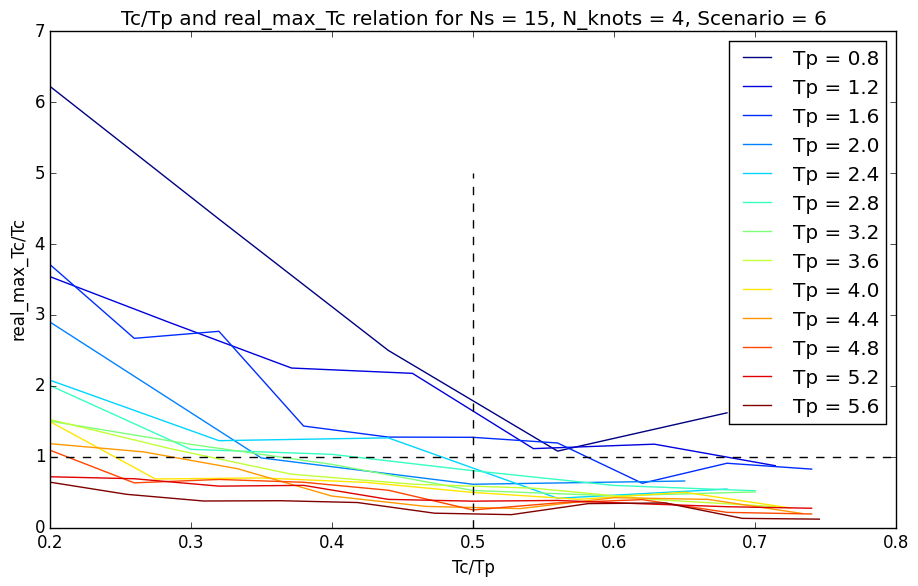 Tc/Tp and real_max_Tc relation for Ns = 15, N_knots = 4, Scenario = 6
7
6
5
4
3
2
1
0
real_max_Tc/Tc
Tp = 0.8
Tp = 1.2
Tp = 1.6
Tp = 2.0
Tp = 2.4
Tp = 2.8
Tp = 3.2
Tp = 3.6
Tp = 4.0
Tp = 4.4
Tp = 4.8
Tp = 5.2
Tp = 5.6
0.2 0.3 0.4 0.5 0.6 0.7 0.8
Tc/Tp